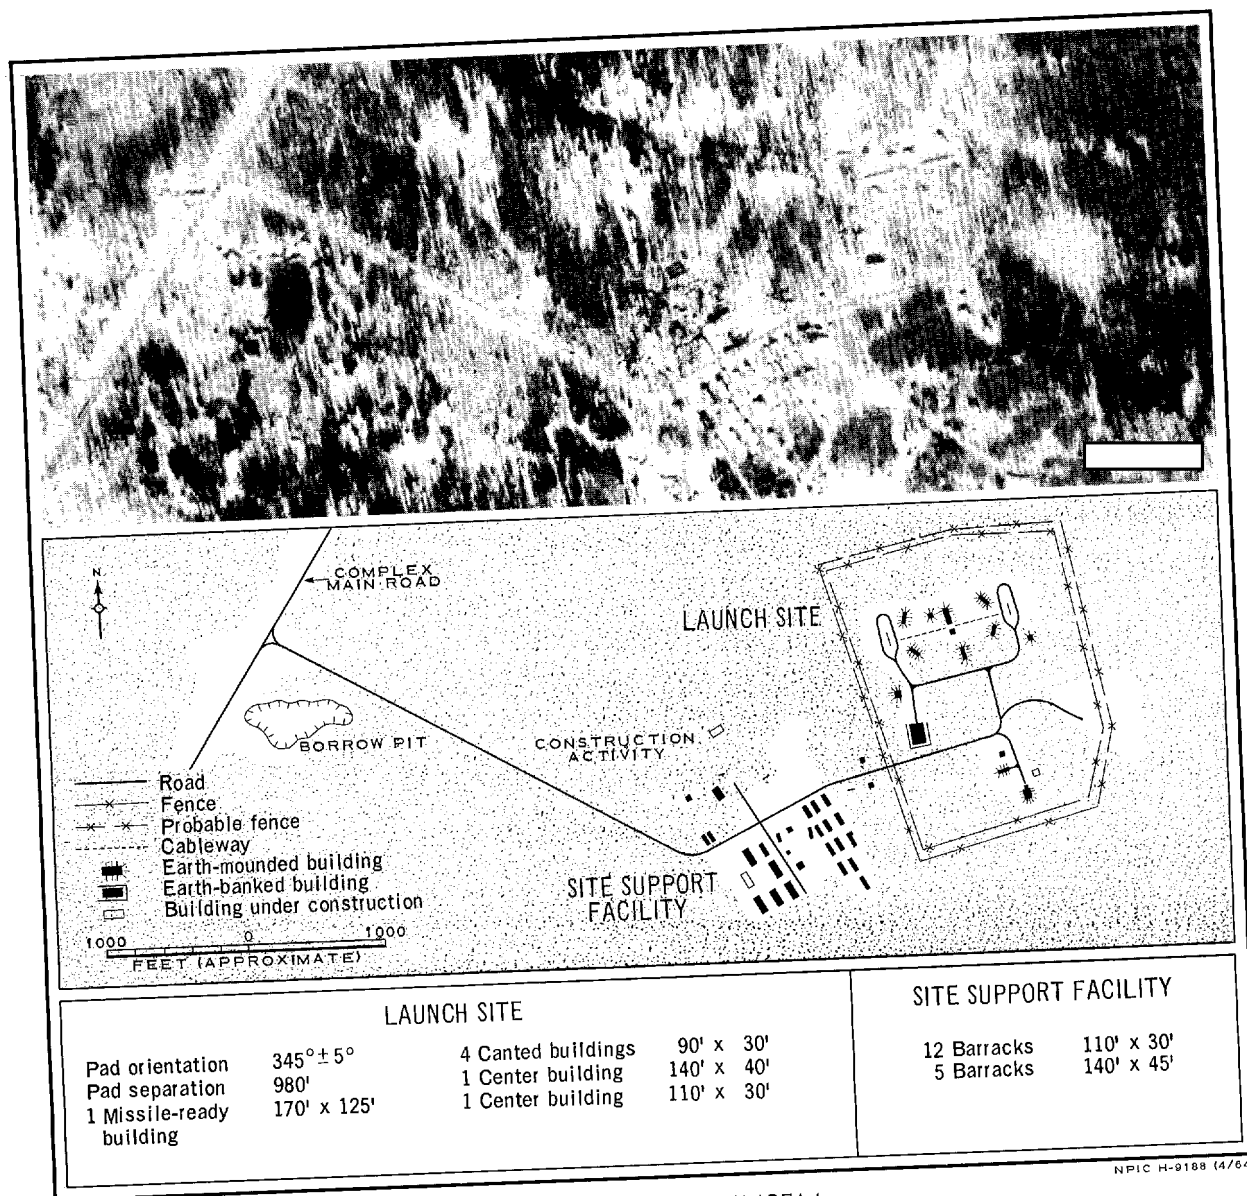 N
COMPLEX
MAIN ROAD
LAUNCH SITE
BORROW PIT
CONSTRUCTION
ACTIVITY
Road
Fence
Probable fence
Cableway
Earth-mounded building
Earth-banked building
Building under construction
SITE SUPPORT
FACILITY
1000 0 1000
FEET (APPROXIMATE)
LAUNCH SITE
Pad orientation 345° ± 5°
Pad separation 980'
1 Missile-ready 170' x 125'
building
4 Canted buildings 90' x 30'
1 Center building 140' x 40'
1 Center building 110' x 30'
SITE SUPPORT FACILITY
12 Barracks 110' x 30'
5 Barracks 140' x 45'
NPIC H-9188 (4/64